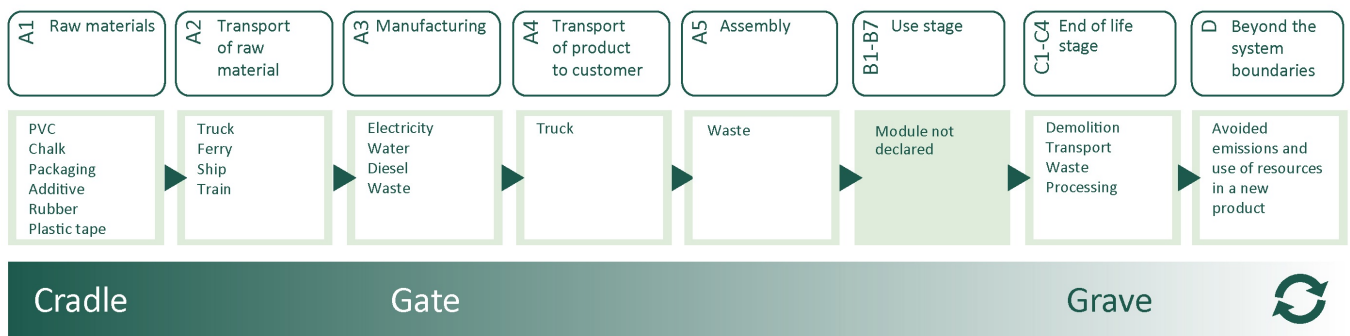 A1
Raw materials
A2
Transport
of raw
material
A3
Manufacturing
A4
Transport
of product
to customer
A5
Assembly
B1-B7
Use stage
C1-C4
End of life
stage
D
Beyond the
system
boundaries
PVC
Chalk
Packaging
Additive
Rubber
Plastic tape
Truck
Ferry
Ship
Train
Electricity
Water
Diesel
Waste
Truck
Waste
Module not
declared
Demolition
Transport
Waste
Processing
Avoided
emissions and
use of resources
in a new
product
Cradle
Gate
Grave